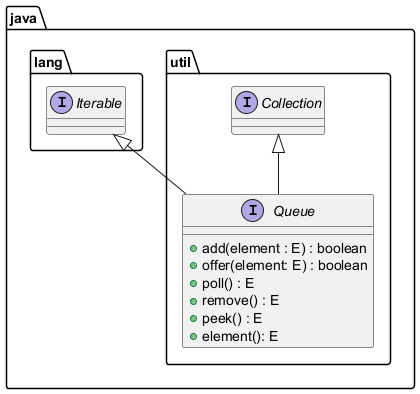 java
lang
util
I Iterable
I Collection
I Queue
add(element : E) : boolean
offer(element: E) : boolean
poll() : E
remove() : E
peek() : E
element(): E